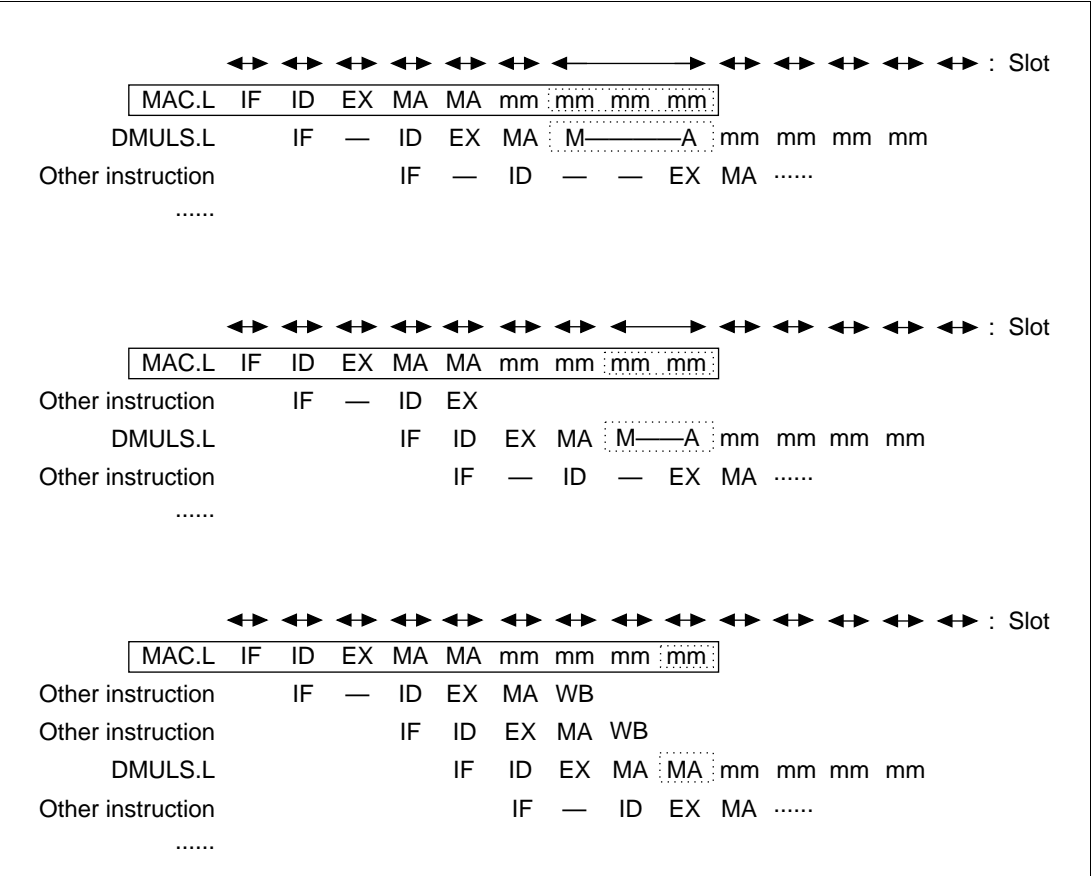 : Slot
MAC.L IF ID EX MA MA mm mm mm mm
DMULS.L IF — ID EX MA M———A mm mm mm mm
Other instruction IF — ID — — EX MA ......
......
: Slot
MAC.L IF ID EX MA MA mm mm mm mm
Other instruction IF — ID EX
DMULS.L IF ID EX MA M——A mm mm mm mm
Other instruction IF — ID — EX MA ......
......
: Slot
MAC.L IF ID EX MA MA mm mm mm mm
Other instruction IF — ID EX MA WB
Other instruction IF ID EX MA WB
DMULS.L IF ID EX MA MA mm mm mm mm
Other instruction IF — ID EX MA ......
......